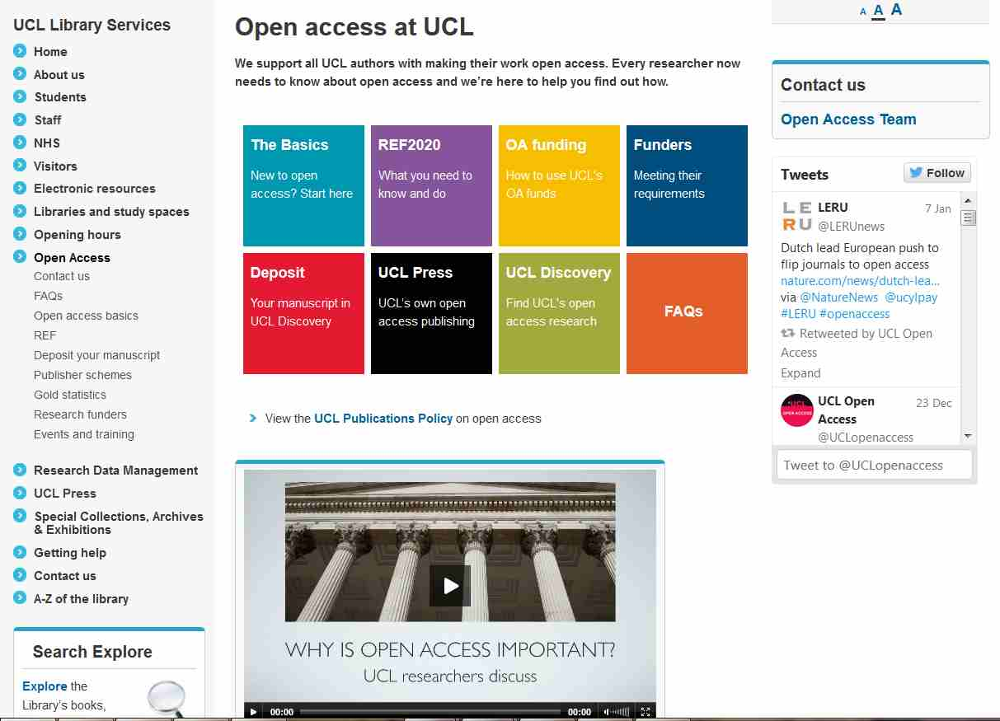 UCL Library Services
Home
About us
Students
Staff
NHS
Visitors
Electronic resources
Libraries and study spaces
Opening hours
Open Access
Contact us
FAQs
Open access basics
REF
Deposit your manuscript
Publisher schemes
Gold statistics
Research funders
Events and training
Research Data Management
UCL Press
Special Collections, Archives
& Exhibitions
Getting help
Contact us
A-Z of the library
Search Explore
Explore the
Library's books,
Open access at UCL
We support all UCL authors with making their work open access. Every researcher now
needs to know about open access and we're here to help you find out how.
The Basics
New to open
access? Start here
REF2020
What you need to
know and do
OA funding
How to use UCL's
OA funds
Funders
Meeting their
requirements
Deposit
Your manuscript in
UCL Discovery
UCL Press
UCL's own open
access publishing
UCL Discovery
Find UCL's open
access research
FAQs
View the UCL Publications Policy on open access
WHY IS OPEN ACCESS IMPORTANT?
UCL researchers discuss
00:00 00:00
A A A
Contact us
Open Access Team
Tweets
Follow
LERU
LERU 7 Jan
@LERUnews
Dutch lead European push to
flip journals to open access
nature.com/news/dutch-lea...
via @NatureNews @ucylpay
#LERU #openaccess
Retweeted by UCL Open
Access
Expand
UCL
OPEN ACCESS
UCL Open 23 Dec
Access
@UCLopenaccess
Tweet to @UCLopenaccess